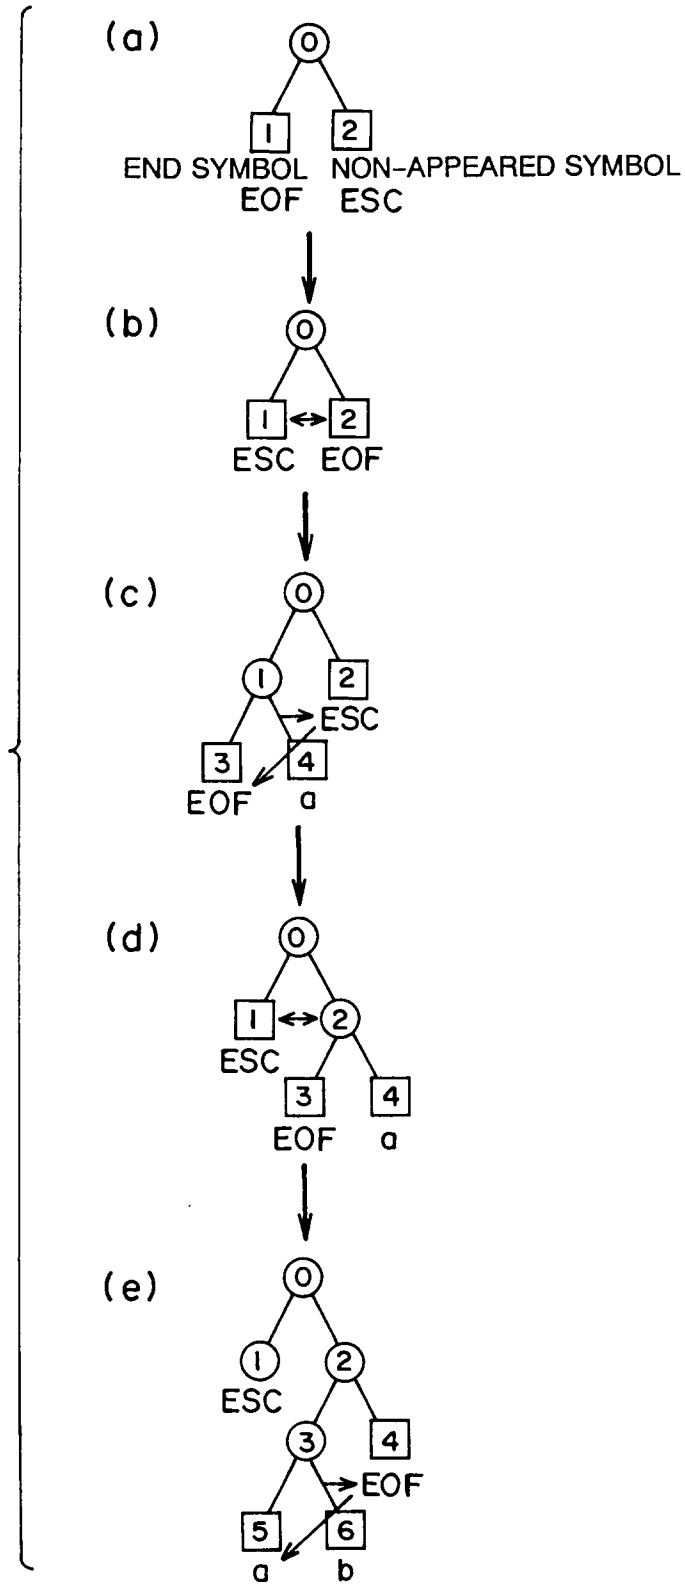 (a)
0
1 2
END SYMBOL NON-APPEARED SYMBOL
EOF ESC
(b)
0
1 2
ESC EOF
(c)
0
1 2
ESC
3 4
EOF a
(d)
0
1 2
ESC
3 4
EOF a
(e)
0
1 2
ESC
3 4
EOF
5 6
a b